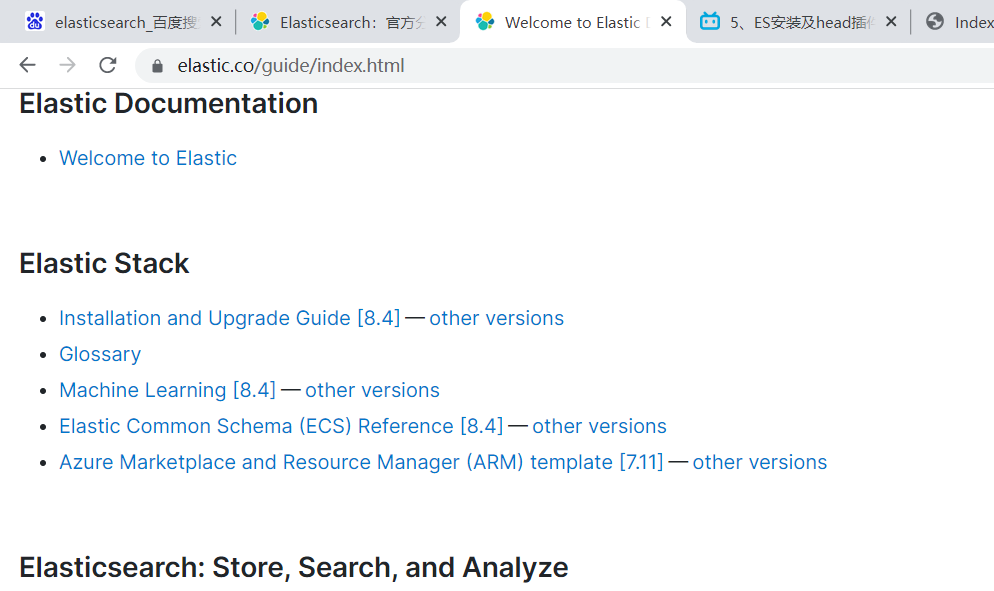 elasticsearch_百度搜
Elasticsearch：官方分
Welcome to Elastic
5、ES安装及head插件
Index
elastic.co/guide/index.html
Elastic Documentation
• Welcome to Elastic
Elastic Stack
• Installation and Upgrade Guide [8.4] — other versions
• Glossary
• Machine Learning [8.4] — other versions
• Elastic Common Schema (ECS) Reference [8.4] — other versions
• Azure Marketplace and Resource Manager (ARM) template [7.11] — other versions
Elasticsearch: Store, Search, and Analyze